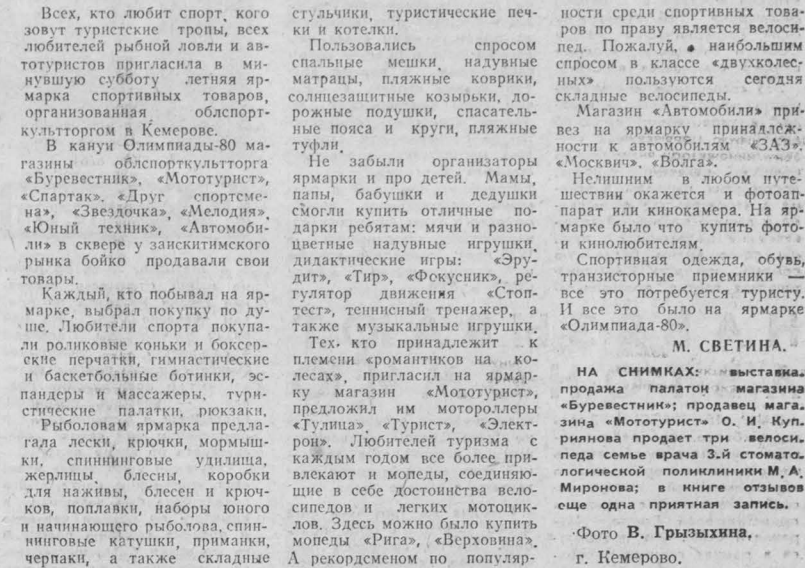 Всех, кто любит спорт, кого
зовут туристские тропы, всех
любителей рыбной ловли и ав-
тотуристов пригласила в ми-
нувшую субботу летняя яр-
марка спортивных товаров,
организованная облспорт-
культторгом в Кемерове.
В канун Олимпиады-80 ма-
газины облспорткультторга
«Буревестник», «Мототурист»,
«Спартак». «Друг спортсме-
на», «Звездочка», «Мелодия»,
«Юный техник», «Автомоби-
ли» в сквере у заискитимского
рынка бойко продавали свои
товары.
Каждый, кто побывал на яр-
марке, выбрал покупку по ду-
ше. Любители спорта покупа-
ли роликовые коньки и боксер-
ские перчатки, гимнастические
и баскетбольные ботинки, эс-
пандеры и массажеры, тури-
стические палатки, рюкзаки,
Рыболовам ярмарка предла-
гала лески, крючки, мормыш-
ки, спиннинговые удилища,
жерлицы, блесны, коробки
для наживы, блесен и крюч-
ков, поплавки, наборы юного
и начинающего рыболова, спин-
нинговые катушки, приманки,
черпаки, а также складные
стульчики, туристические печ-
ки и котелки.
Пользовались спросом
спальные мешки, надувные
матрацы, пляжные коврики,
солнцезащитные козырьки, до-
рожные подушки, спасатель-
ные пояса и круги, пляжные
туфли.
Не забыли организаторы
ярмарки и про детей. Мамы,
папы, бабушки и дедушки
смогли купить отличные по-
дарки ребятам: мячи и разно-
цветные надувные игрушки,
дидактические игры: «Эру-
дит», «Тир», «Фокусник», ре-
гулятор движения «Стоп-
тест», теннисный тренажер, а
также музыкальные игрушки.
Тех, кто принадлежит к
племени «романтиков на ко-
лесах», пригласил на ярмар-
ку магазин «Мототурист»,
предложил им мотороллеры
«Тулица», «Турист», «Элект-
рон». Любителей туризма с
каждым годом все более при-
влекают и мопеды, соединяю-
щие в себе достоинства вело-
сипедов и легких мотоцик-
лов. Здесь можно было купить
мопеды «Рига», «Верховина».
А рекордсменом по популяр-
ности среди спортивных това-
ров по праву является велоси-
пед. Пожалуй, наибольшим
спросом в классе «двухколес-
ных» пользуются сегодня
складные велосипеды.
Магазин «Автомобили» при-
вез на ярмарку принадлеж-
ности к автомобилям «ЗАЗ»,
«Москвич», «Волга».
Нелишним в любом путе-
шествии окажется и фотоап-
парат или кинокамера. На яр-
марке было что купить фото-
и кинолюбителям.
Спортивная одежда, обувь,
транзисторные приемники —
все это потребуется туристу.
И все это было на ярмарке
«Олимпиада-80».
М. СВЕТИНА.
НА СНИМКАХ: выставка-
продажа палаток магазина
«Буревестник»; продавец мага-
зина «Мототурист» О. И. Куп-
риянова продает три велоси-
педа семье врача 3-й стомато-
логической поликлиники М. А.
Миронова; в книге отзывов
еще одна приятная запись.
Фото В. Грызыхина.
г. Кемерово.